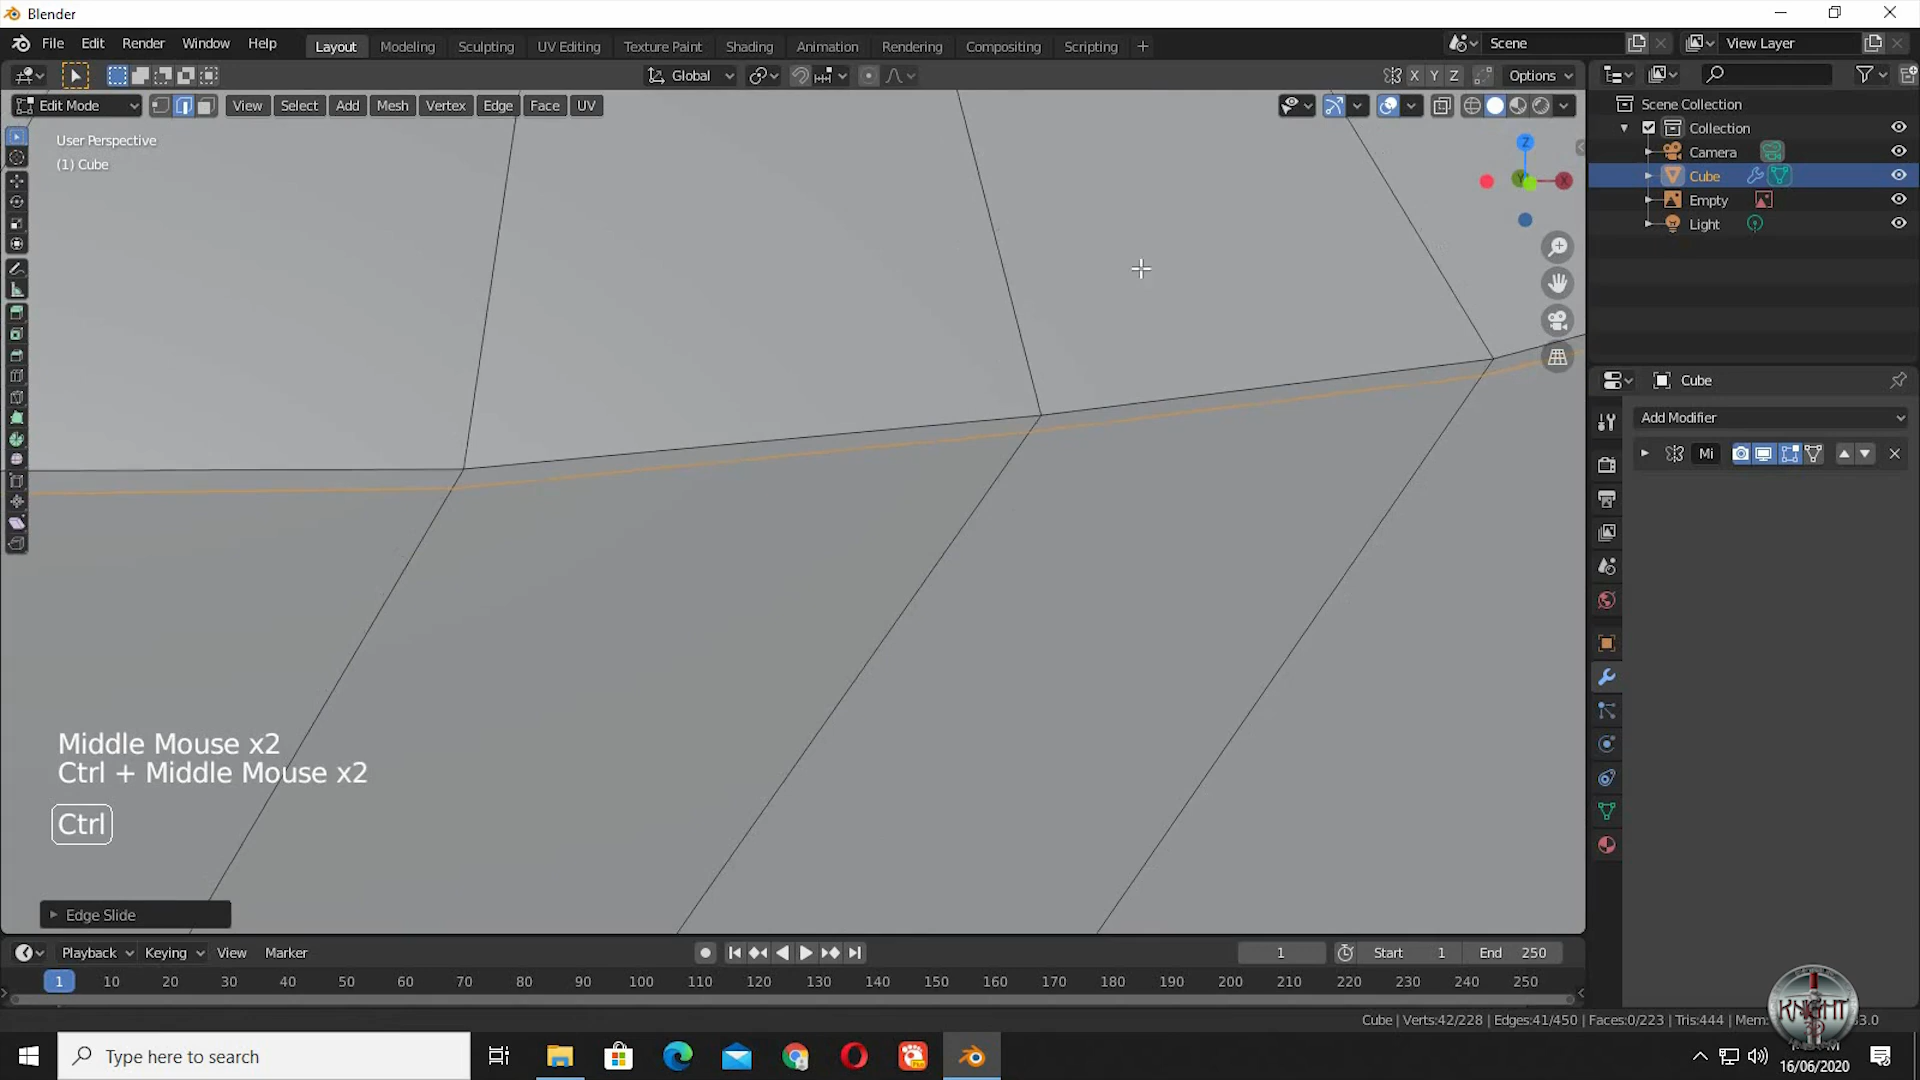 Blender
File Edit Render Window Help
Layout Modeling Sculpting UV Editing Texture Paint Shading Animation Rendering Compositing Scripting
Scene
View Layer
Global
X Y Z
Options
Edit Mode
View Select Add Mesh Vertex Edge Face UV
User Perspective
(1) Cube
Z
Y
X
Scene Collection
Collection
Camera
Cube
Empty
Light
Cube
Add Modifier
Mi
Middle Mouse x2
Ctrl + Middle Mouse x2
Ctrl
Edge Slide
Playback Keying View Marker
1
Start 1
End 250
1 10 20 30 40 50 60 70 80 90 100 110 120 130 140 150 160 170 180 190 200 210 220 230 240 250
Cube | Verts:42/228 | Edges:41/450 | Faces:0/223 | Tris:444 | Mem:
3.0
KNIGHT
3D
Type here to search
16/06/2020